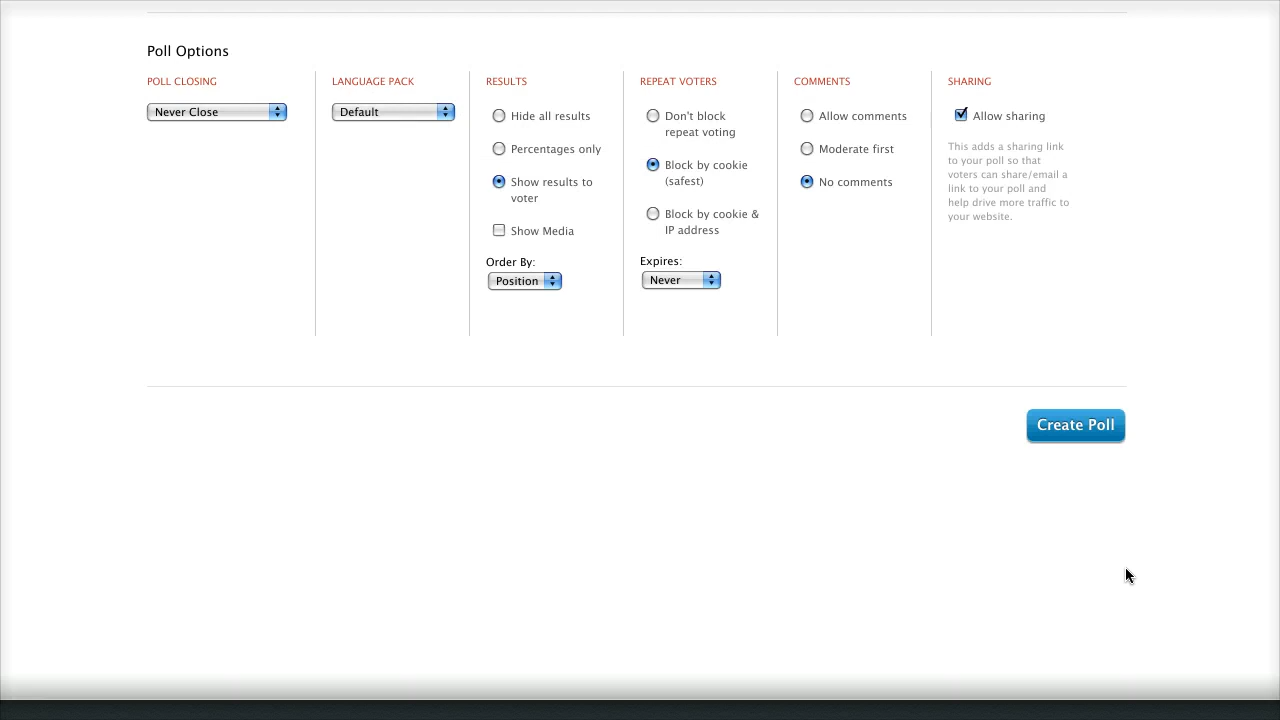 Poll Options
POLL CLOSING
Never Close
LANGUAGE PACK
Default
RESULTS
Hide all results
Percentages only
Show results to
voter
Show Media
Order By:
Position
REPEAT VOTERS
Don't block
repeat voting
Block by cookie
(safest)
Block by cookie &
IP address
Expires:
Never
COMMENTS
Allow comments
Moderate first
No comments
SHARING
Allow sharing
This adds a sharing link
to your poll so that
voters can share/email a
link to your poll and
help drive more traffic to
your website.
Create Poll